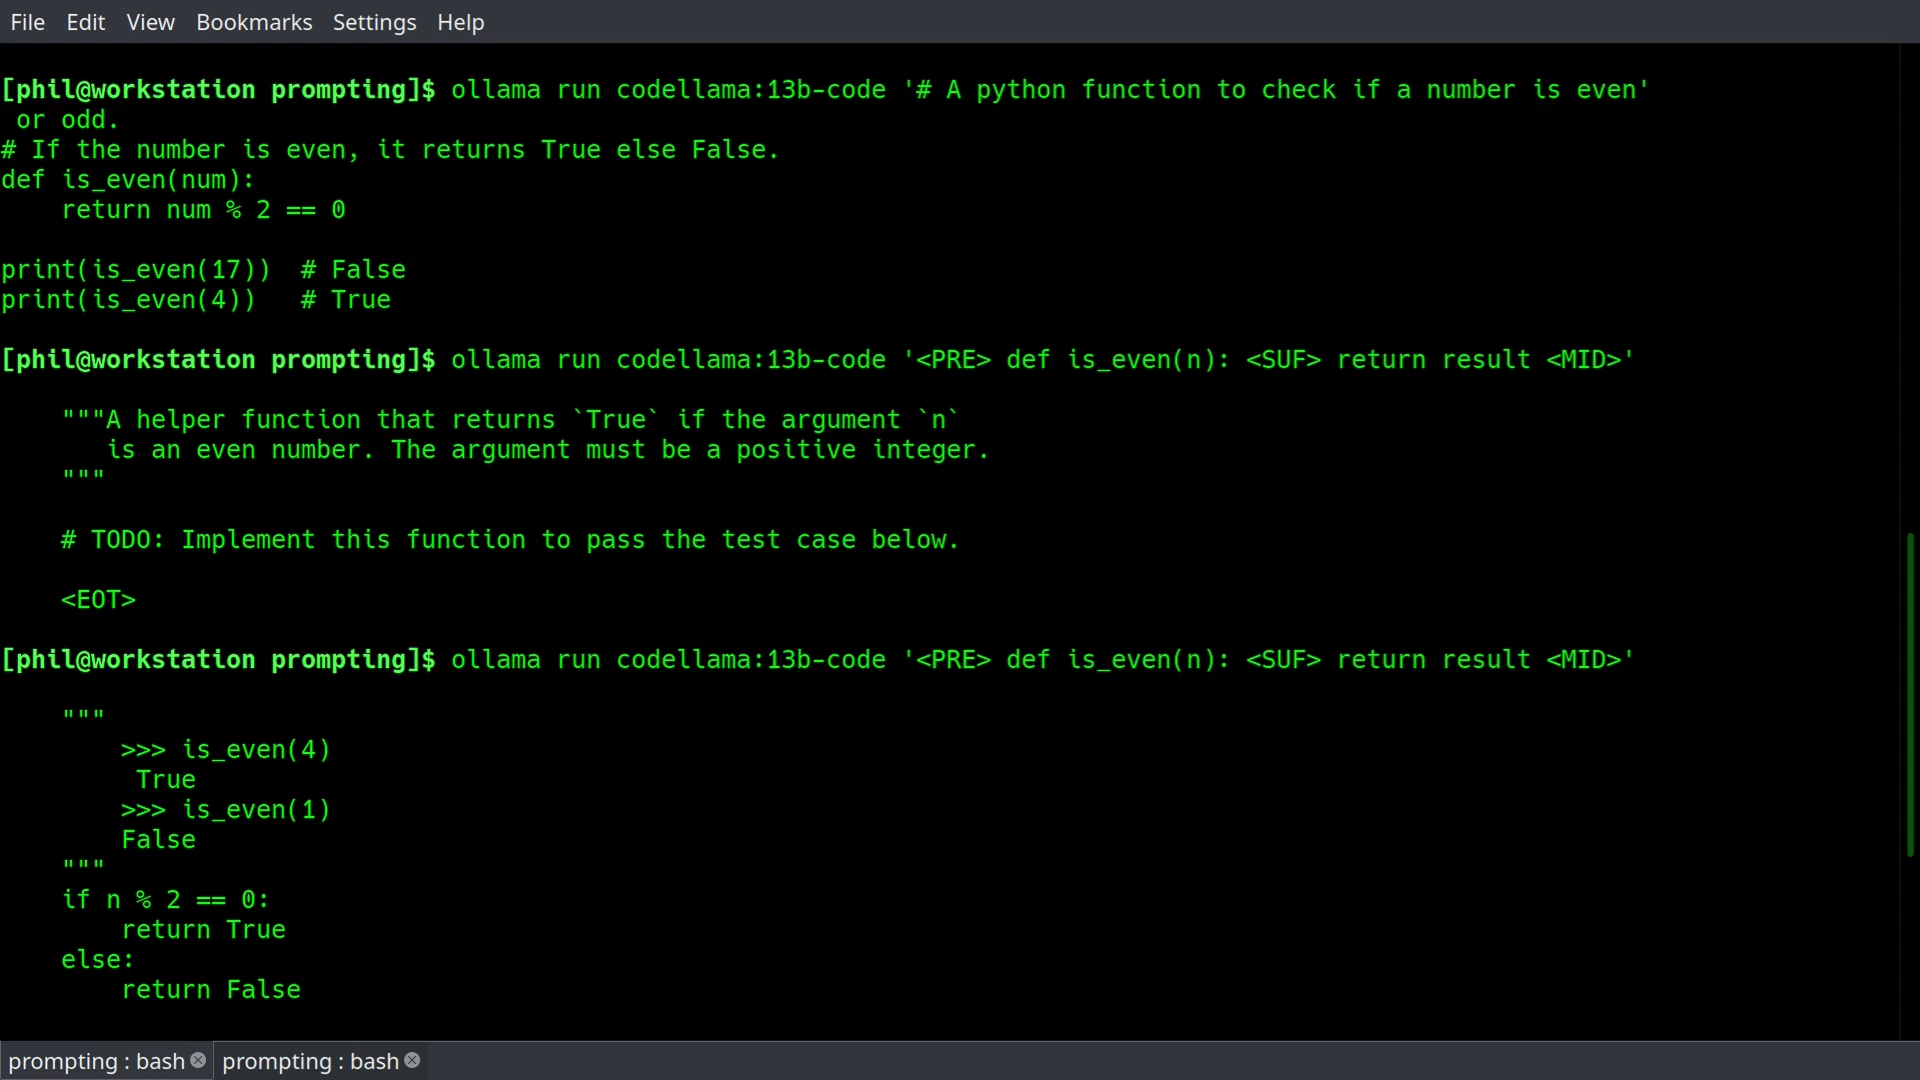 File Edit View Bookmarks Settings Help
[phil@workstation prompting]$ ollama run codellama:13b-code '# A python function to check if a number is even'
 or odd.
# If the number is even, it returns True else False.
def is_even(num):
    return num % 2 == 0

print(is_even(17))  # False
print(is_even(4))   # True

[phil@workstation prompting]$ ollama run codellama:13b-code '<PRE> def is_even(n): <SUF> return result <MID>'

    """A helper function that returns `True` if the argument `n`
       is an even number. The argument must be a positive integer.
    """

    # TODO: Implement this function to pass the test case below.

    <EOT>

[phil@workstation prompting]$ ollama run codellama:13b-code '<PRE> def is_even(n): <SUF> return result <MID>'

    """
        >>> is_even(4)
         True
        >>> is_even(1)
        False
    """
    if n % 2 == 0:
        return True
    else:
        return False

prompting : bash prompting : bash